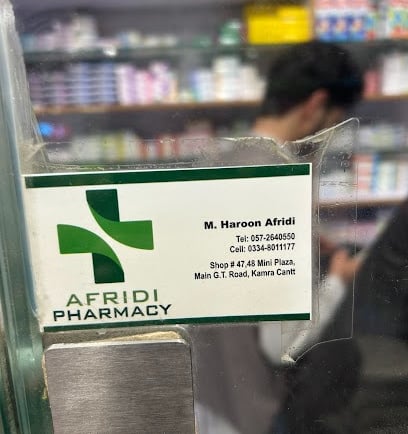 M. Haroon Afridi
Tel: 057-2640550
Cell: 0334-8011177
Shop # 47,48 Mini Plaza,
Main G.T. Road, Kamra Cantt
AFRIDI
PHARMACY